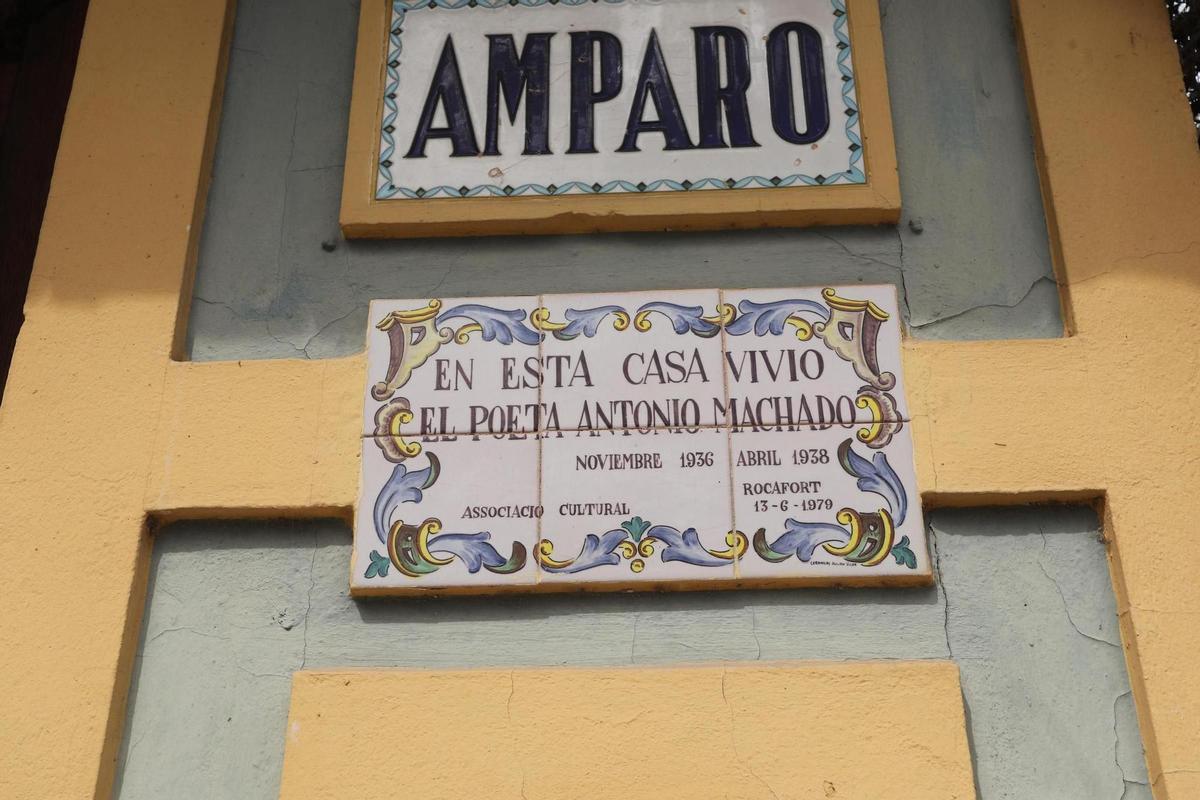 AMPARO
EN ESTA CASA VIVIO
EL POETA ANTONIO MACHADO
NOVIEMBRE 1936 ABRIL 1938
ROCAFORT
ASSOCIACIO CULTURAL 13-6-1979